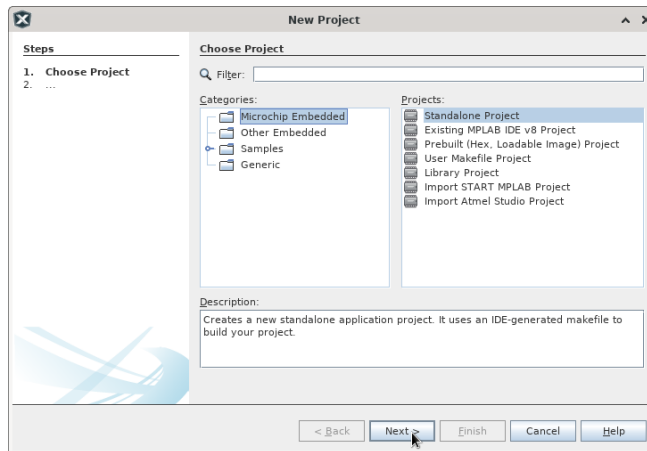 New Project
Steps
1. Choose Project
2. ...
Choose Project
Filter:
Categories:
Microchip Embedded
Other Embedded
Samples
Generic
Projects:
Standalone Project
Existing MPLAB IDE v8 Project
Prebuilt (Hex, Loadable Image) Project
User Makefile Project
Library Project
Import START MPLAB Project
Import Atmel Studio Project
Description:
Creates a new standalone application project. It uses an IDE-generated makefile to
build your project.
< Back
Next >
Finish
Cancel
Help